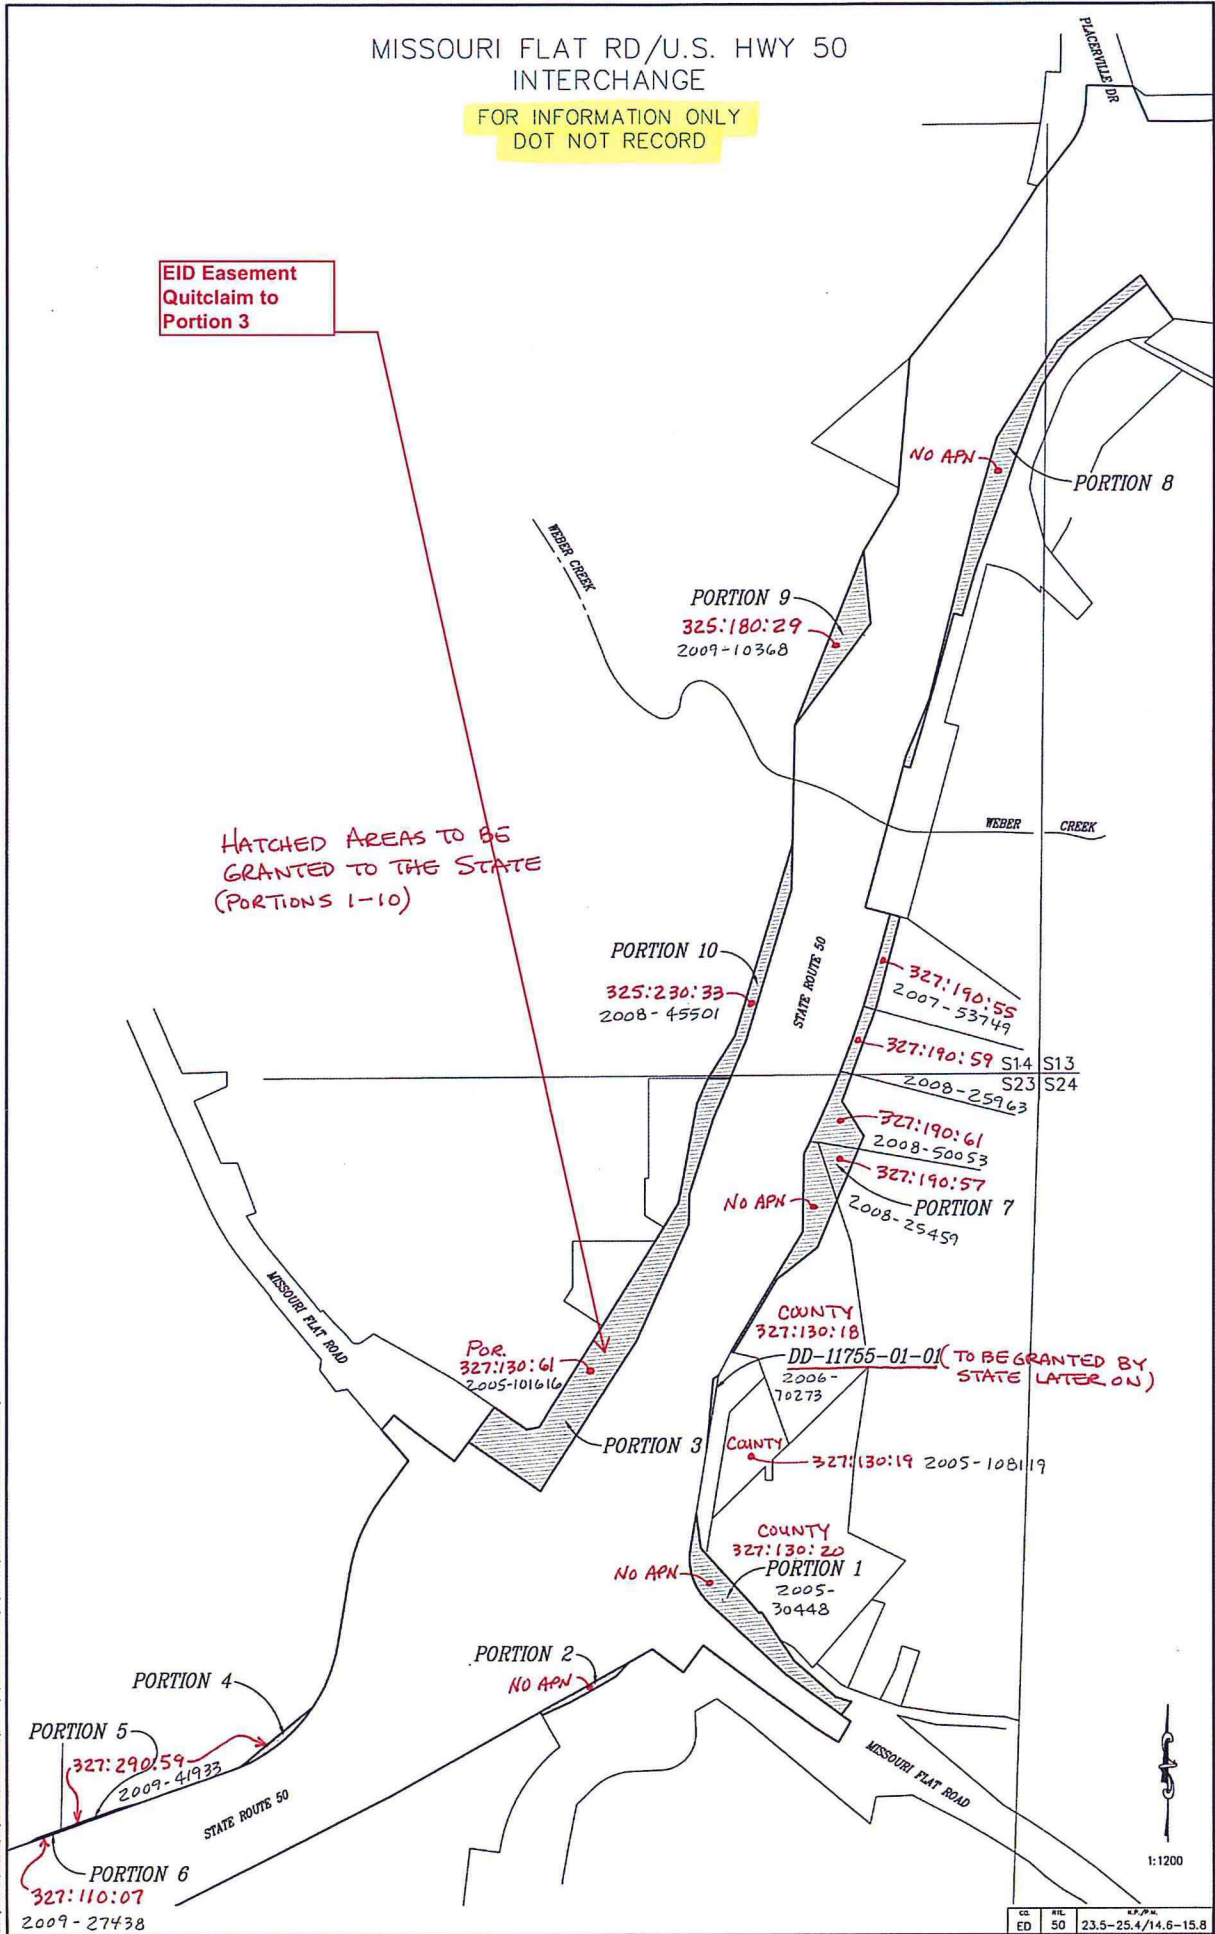 MISSOURI FLAT RD/U.S. HWY 50
INTERCHANGE
FOR INFORMATION ONLY
DOT NOT RECORD
PLACERVILLE DR
EID Easement
Quitclaim to
Portion 3
NO APN
PORTION 8
WEBER CREEK
PORTION 9
325:180:29
2009-10368
WEBER CREEK
HATCHED AREAS TO BE
GRANTED TO THE STATE
(PORTIONS 1-10)
PORTION 10
325:230:33
2008-45501
STATE ROUTE 50
327:190:55
2007-53749
327:190:59
S14 S13
S23 S24
2008-25963
327:190:61
2008-50053
327:190:57
NO APN
PORTION 7
2008-25459
MISSOURI FLAT ROAD
COUNTY
327:130:18
DD-11755-01-01 (TO BE GRANTED BY
STATE LATER ON)
2006-
70273
POR.
327:130:61
2005-101616
PORTION 3
COUNTY
327:130:19 2005-108119
COUNTY
327:130:20
NO APN
PORTION 1
2005-
30448
PORTION 2
NO APN
PORTION 4
PORTION 5
327:290:59
2009-41933
STATE ROUTE 50
MISSOURI FLAT ROAD
PORTION 6
327:110:07
2009-27438
1:1200
CO. RTE. K.P./P.M.
ED 50 23.5-25.4/14.6-15.8